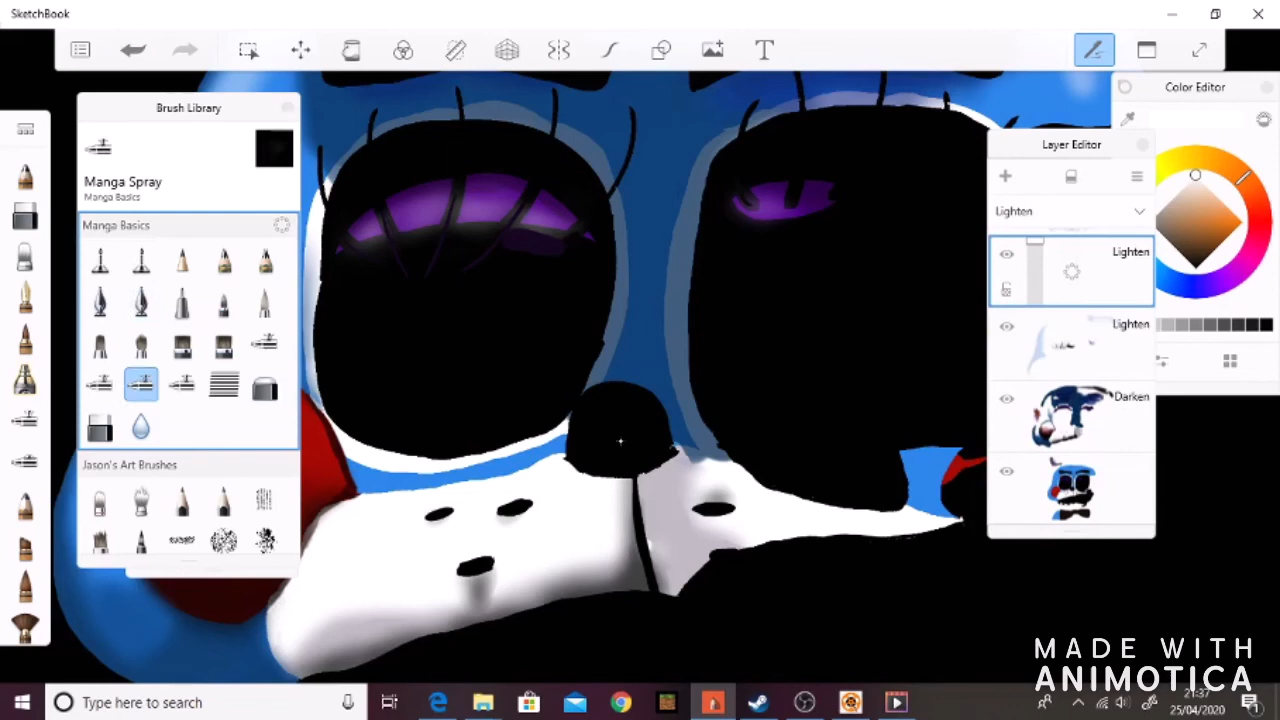 SketchBook
Brush Library
Color Editor
Layer Editor
Manga Spray
Manga Basics
Manga Basics
Lighten
Lighten
Lighten
Darken
Jason's Art Brushes
MADE WITH
ANIMOTICA
Type here to search
21:37
25/04/2020